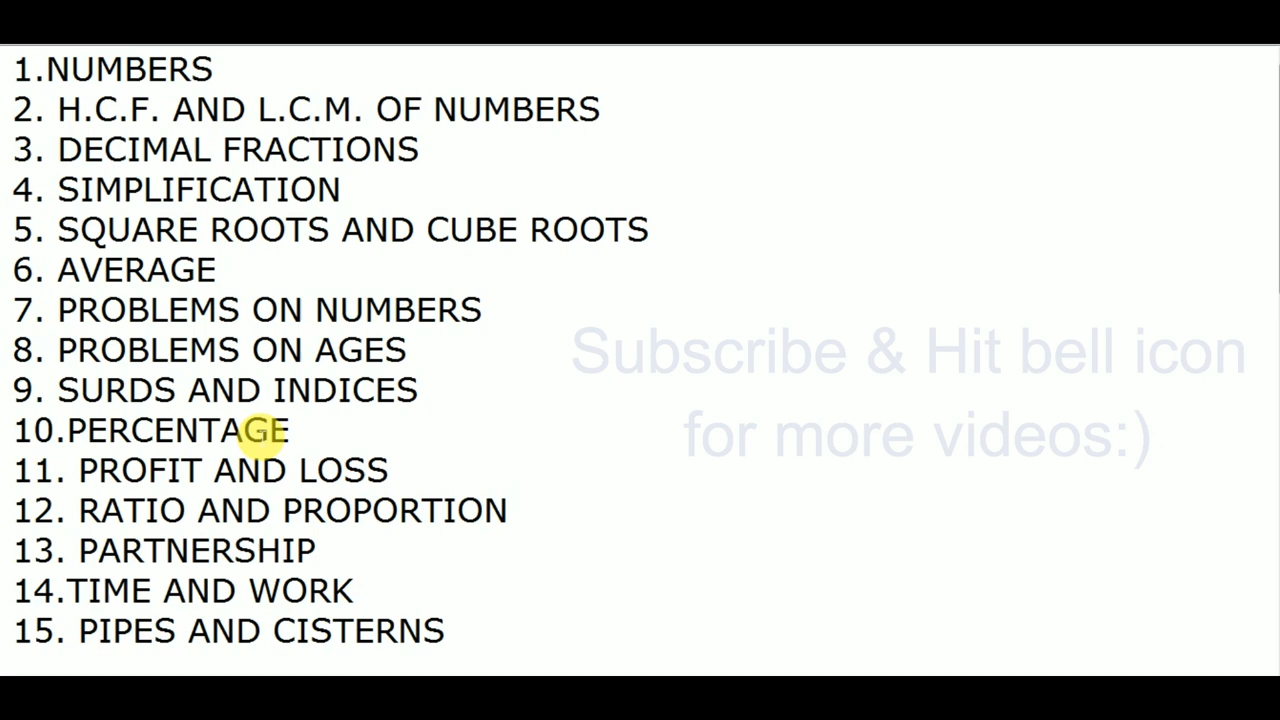 1.NUMBERS
2. H.C.F. AND L.C.M. OF NUMBERS
3. DECIMAL FRACTIONS
4. SIMPLIFICATION
5. SQUARE ROOTS AND CUBE ROOTS
6. AVERAGE
7. PROBLEMS ON NUMBERS
8. PROBLEMS ON AGES
9. SURDS AND INDICES
10.PERCENTAGE
11. PROFIT AND LOSS
12. RATIO AND PROPORTION
13. PARTNERSHIP
14.TIME AND WORK
15. PIPES AND CISTERNS
Subscribe & Hit bell icon
for more videos:)